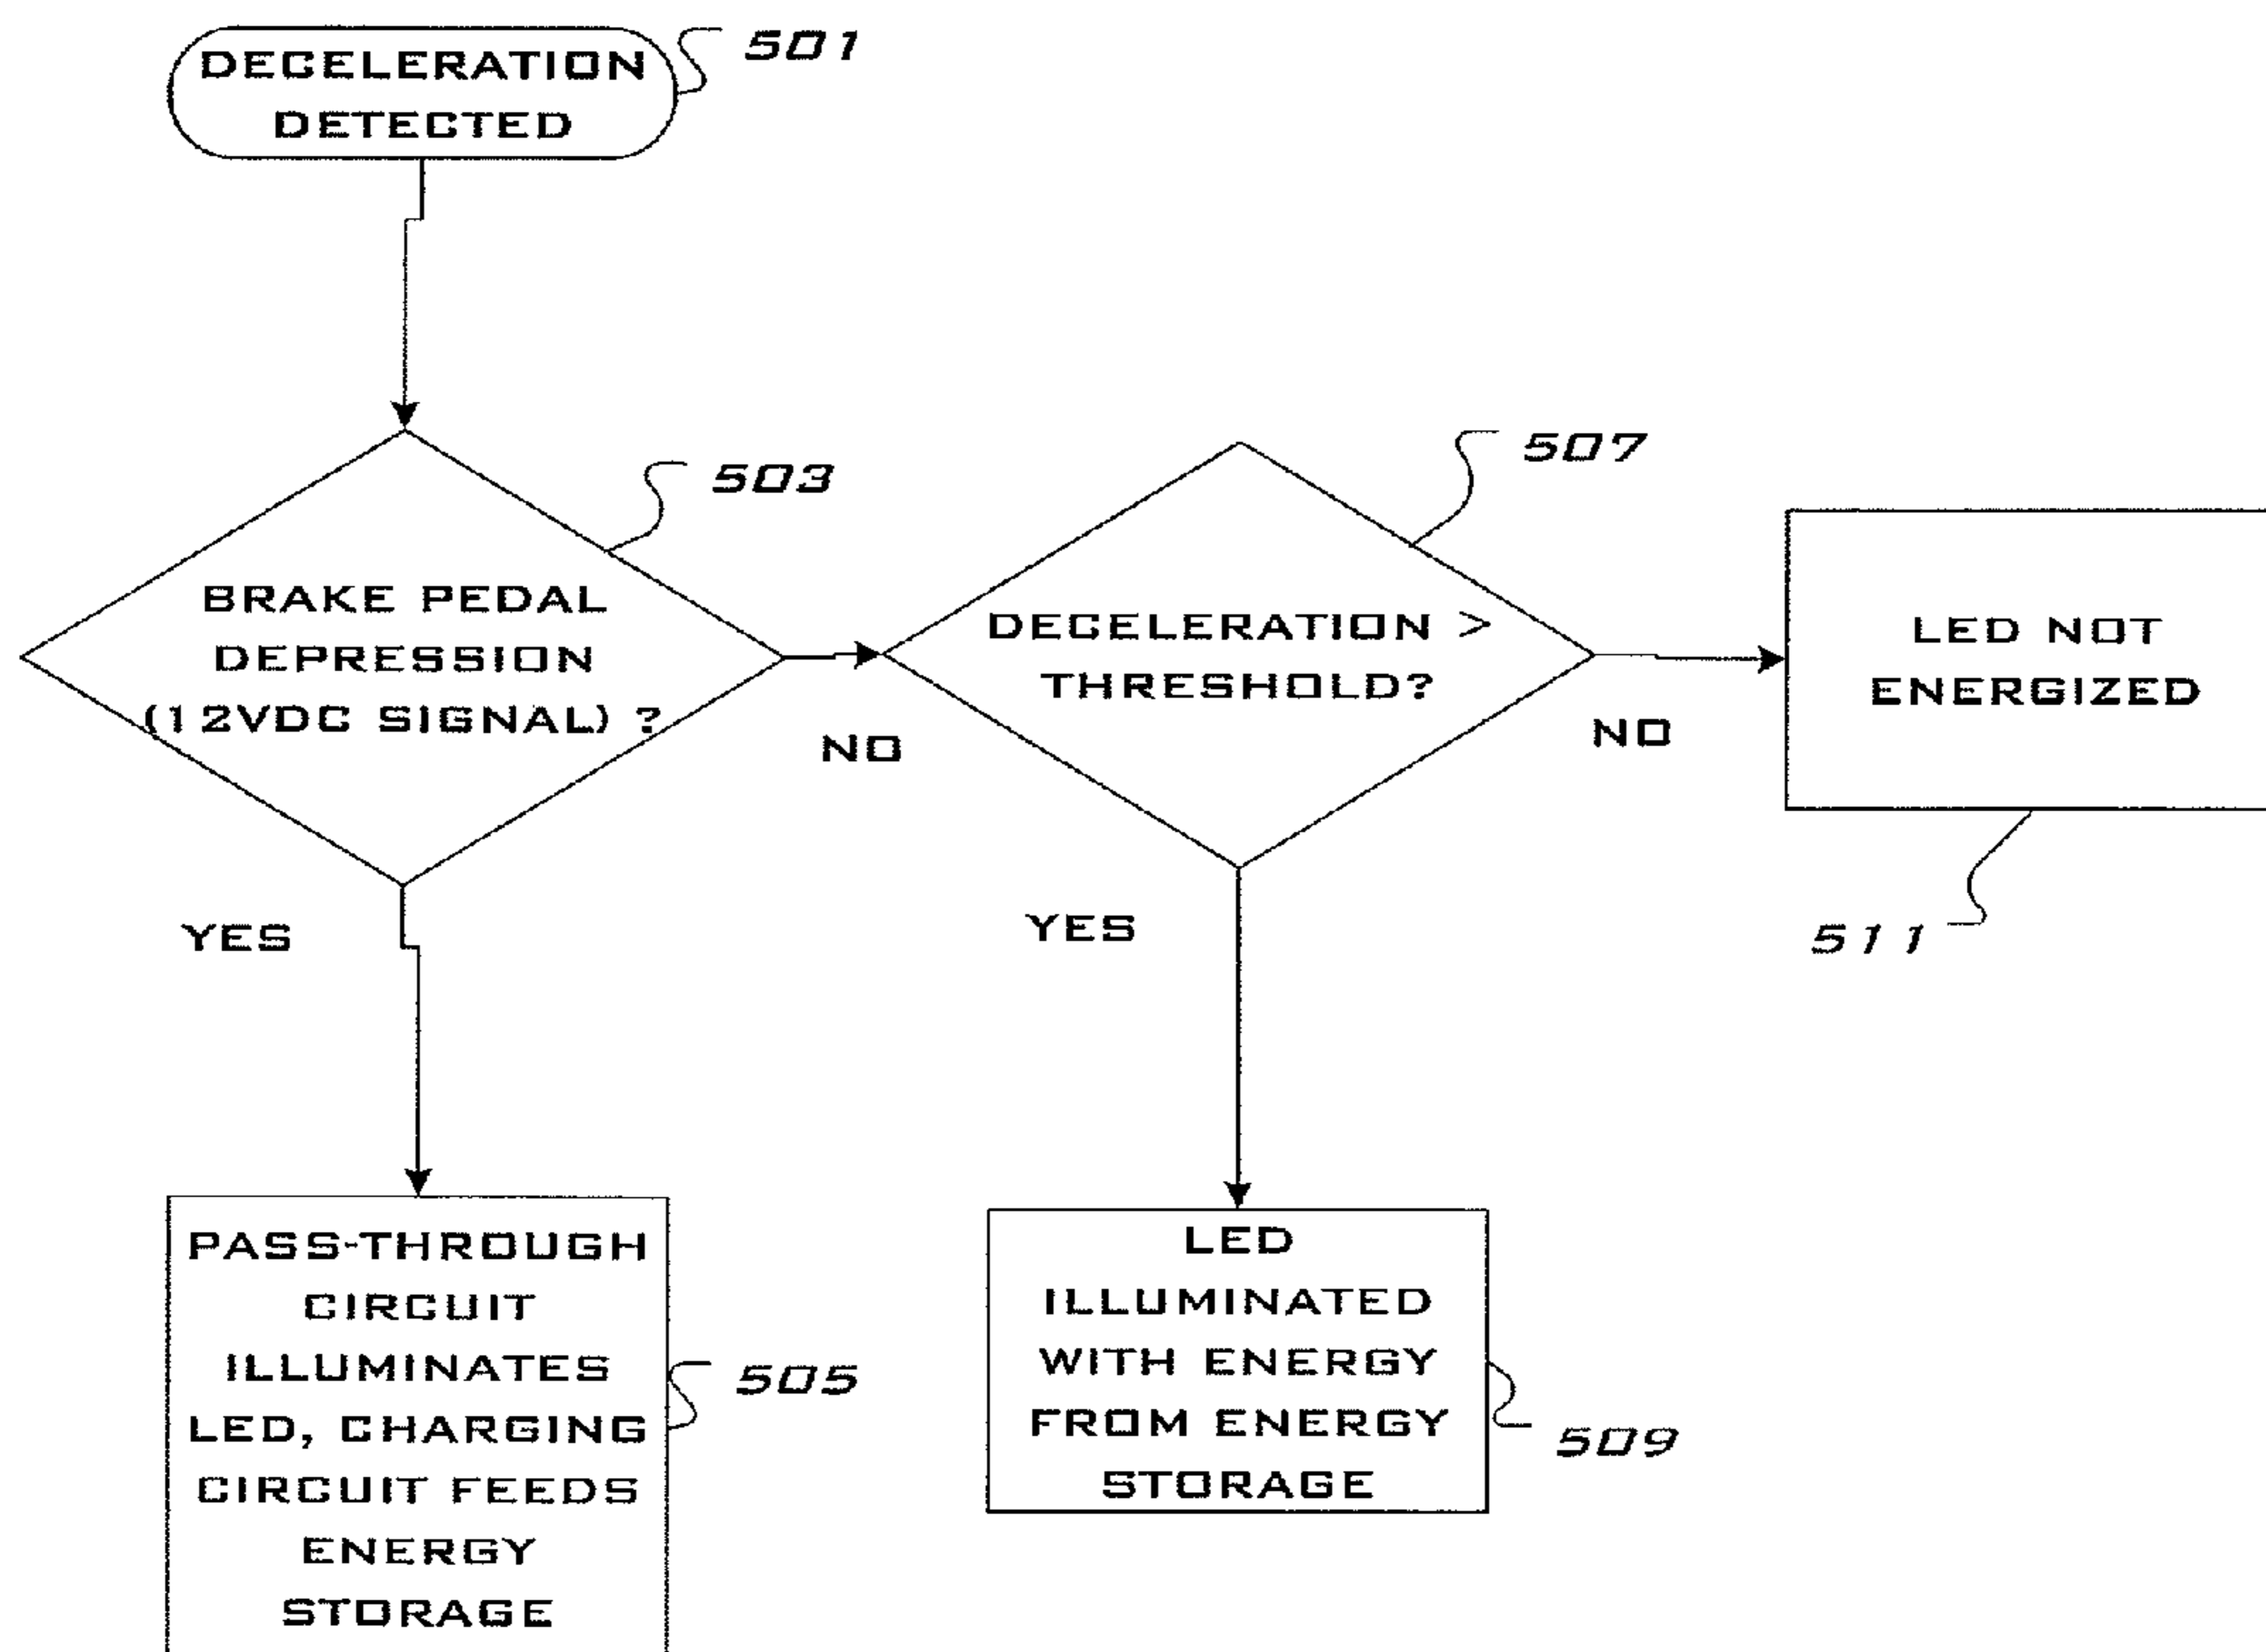 DECELERATION
DETECTED
501
BRAKE PEDAL
DEPRESSION
(12VDC SIGNAL) ?
503
NO
YES
DECELERATION >
THRESHOLD?
507
NO
YES
LED NOT
ENERGIZED
511
PASS-THROUGH
CIRCUIT
ILLUMINATES
LED, CHARGING
CIRCUIT FEEDS
ENERGY
STORAGE
505
LED
ILLUMINATED
WITH ENERGY
FROM ENERGY
STORAGE
509